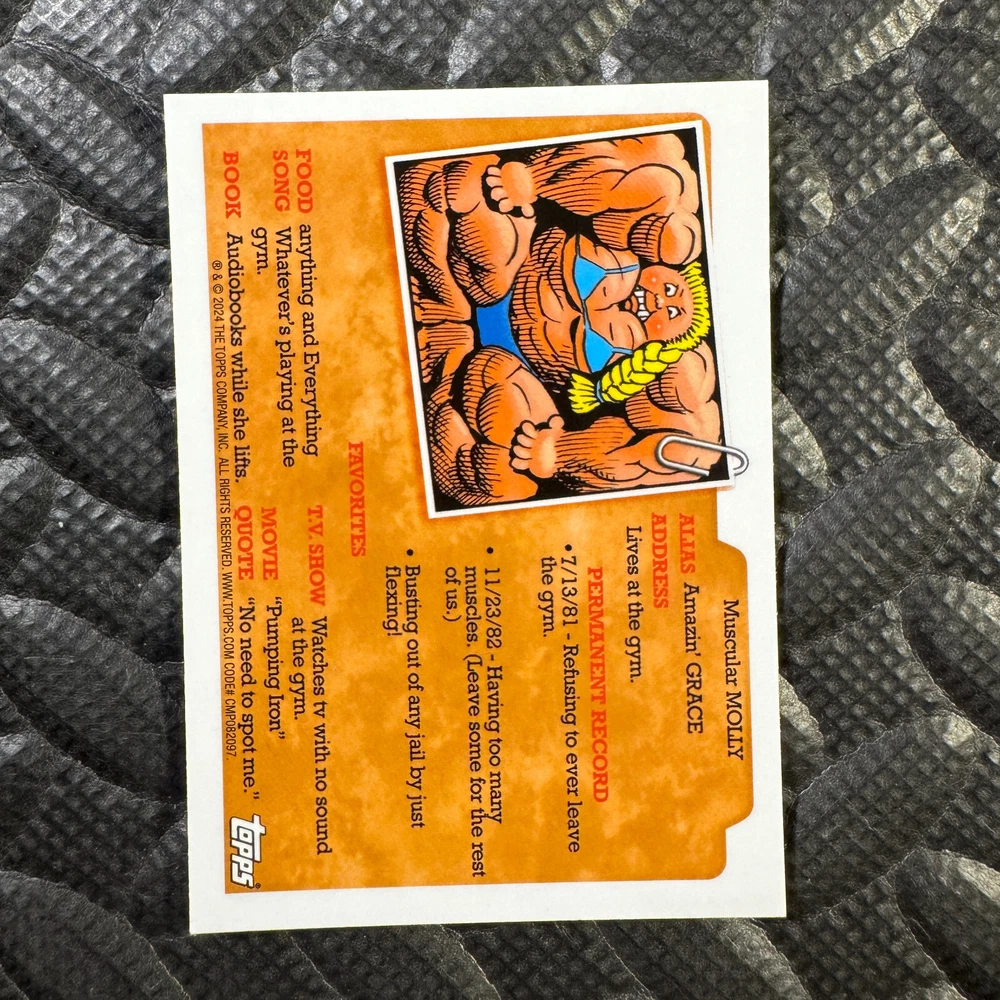 Muscular MOLLY
ALIAS Amazin' GRACE
ADDRESS
Lives at the gym.
PERMANENT RECORD
• 7/13/81 - Refusing to ever leave
the gym.
• 11/23/82 - Having too many
muscles. (Leave some for the rest
of us.)
• Busting out of any jail by just
flexing!
FAVORITES
FOOD anything and Everything
SONG Whatever's playing at the
gym.
BOOK Audiobooks while she lifts.
T.V. SHOW Watches tv with no sound
at the gym.
MOVIE "Pumping Iron"
QUOTE "No need to spot me."
® & © 2024 THE TOPPS COMPANY, INC. ALL RIGHTS RESERVED. WWW.TOPPS.COM CODE# CMP082097.
topps®